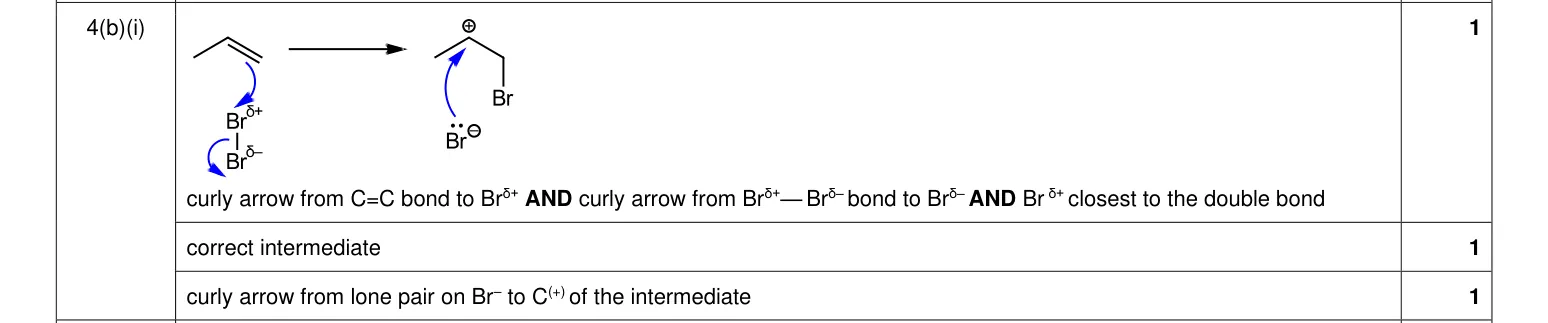 4(b)(i)
1
⊕
Br
Brδ+
Br⊖
Brδ–
curly arrow from C=C bond to Brδ+ AND curly arrow from Brδ+— Brδ– bond to Brδ– AND Br δ+ closest to the double bond
correct intermediate
1
curly arrow from lone pair on Br– to C(+) of the intermediate
1